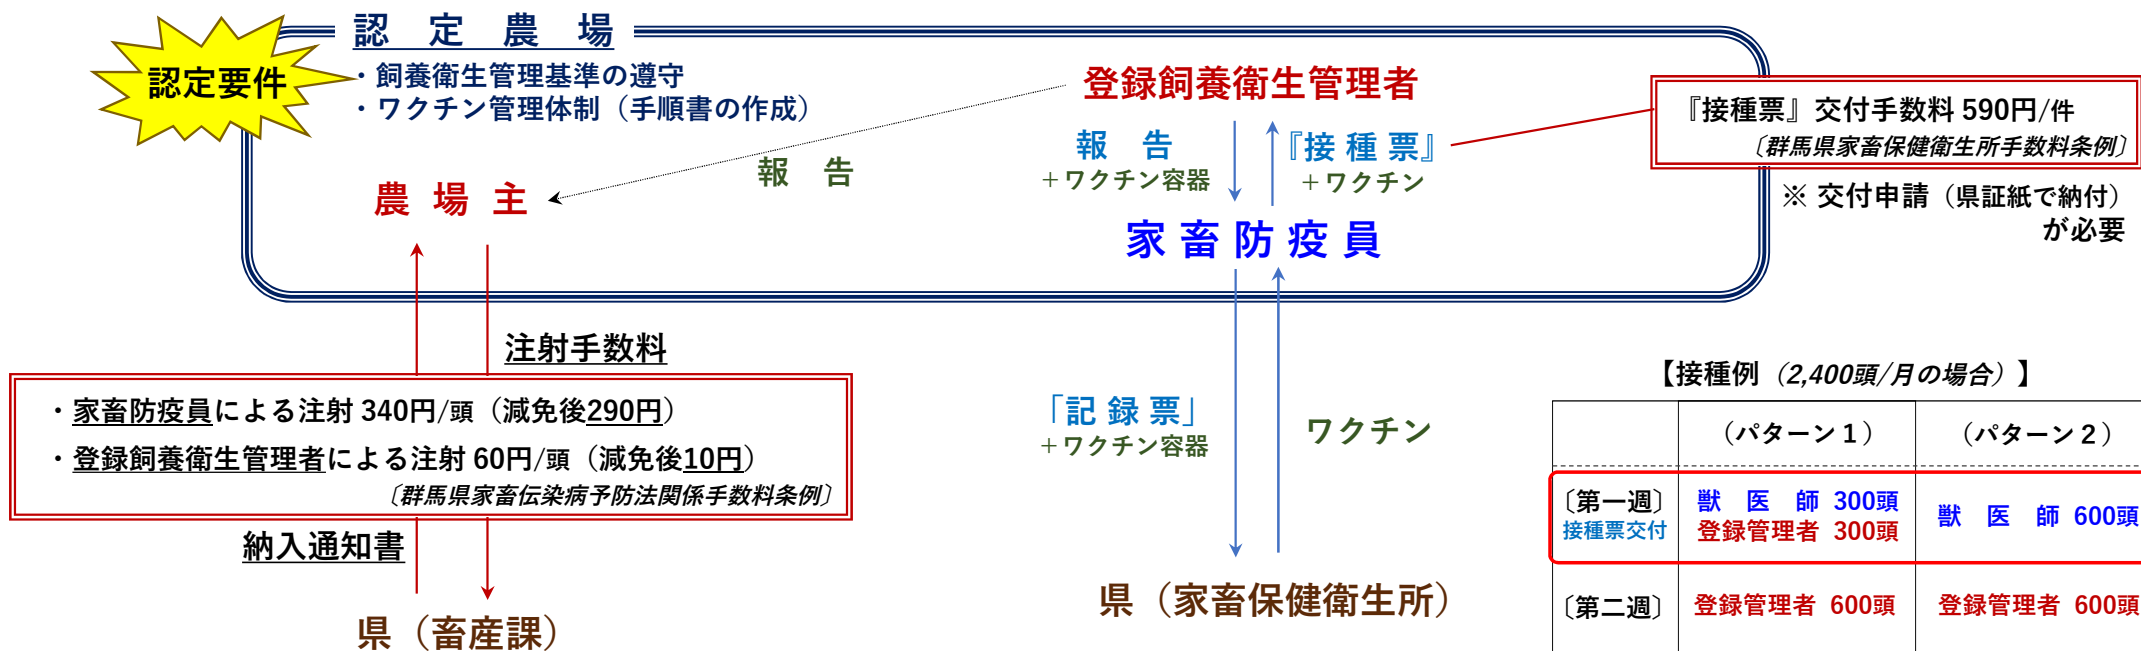 認定農場
認定要件
・飼養衛生管理基準の遵守
・ワクチン管理体制（手順書の作成）
登録飼養衛生管理者
『接種票』交付手数料 590円/件
〔群馬県家畜保健衛生所手数料条例〕
※ 交付申請（県証紙で納付）
が必要
報告
＋ワクチン容器
『接種票』
＋ワクチン
報告
農場主
家畜防疫員
注射手数料
・家畜防疫員による注射 340円/頭（減免後290円）
・登録飼養衛生管理者による注射 60円/頭（減免後10円）
〔群馬県家畜伝染病予防法関係手数料条例〕
納入通知書
県（畜産課）
「記録票」
＋ワクチン容器
ワクチン
県（家畜保健衛生所）
【接種例（2,400頭/月の場合）】
（パターン１） （パターン２）
〔第一週〕
接種票交付
獣医師 300頭
登録管理者 300頭
獣医師 600頭
〔第二週〕 登録管理者 600頭 登録管理者 600頭